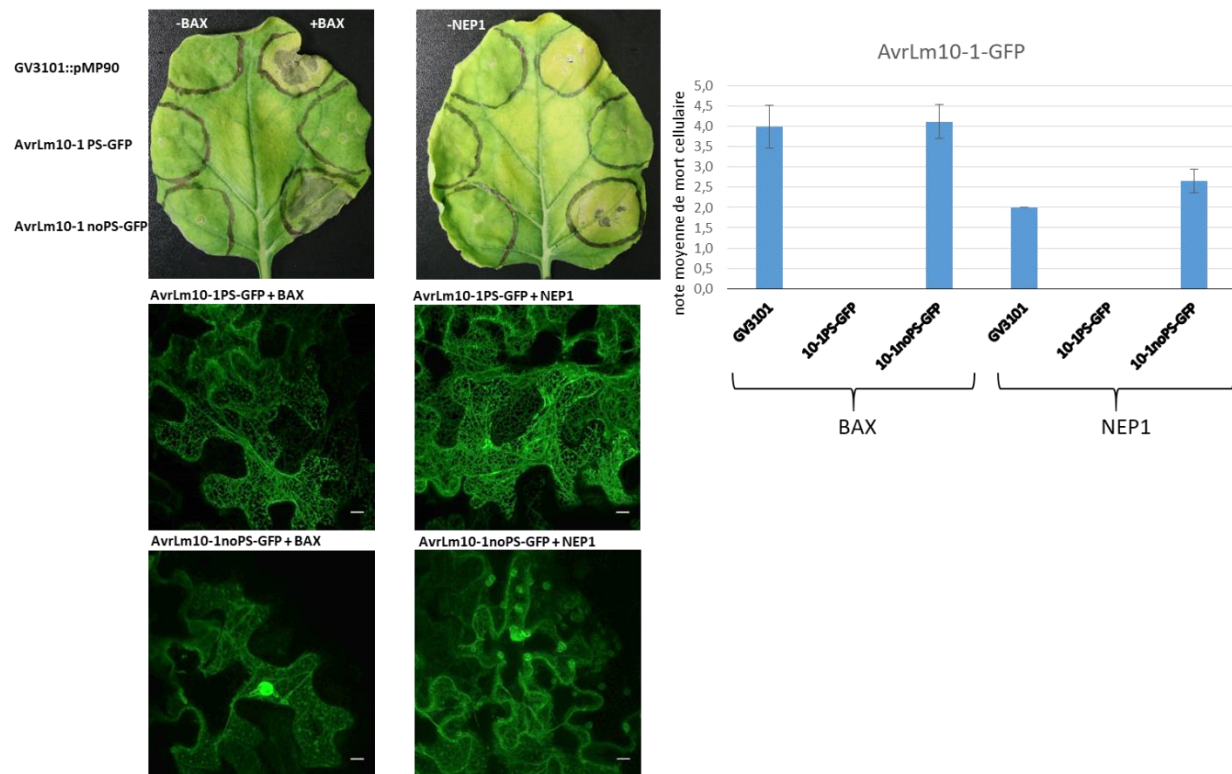 -BAX
+BAX
-NEP1
GV3101::pMP90
AvrLm10-1 PS-GFP
AvrLm10-1 noPS-GFP
AvrLm10-1PS-GFP + BAX
AvrLm10-1PS-GFP + NEP1
AvrLm10-1noPS-GFP + BAX
AvrLm10-1noPS-GFP + NEP1
AvrLm10-1-GFP
note moyenne de mort cellulaire
5,0
4,5
4,0
3,5
3,0
2,5
2,0
1,5
1,0
0,5
0,0
GV3101
10-1PS-GFP
10-1noPS-GFP
GV3101
10-1PS-GFP
10-1noPS-GFP
BAX
NEP1